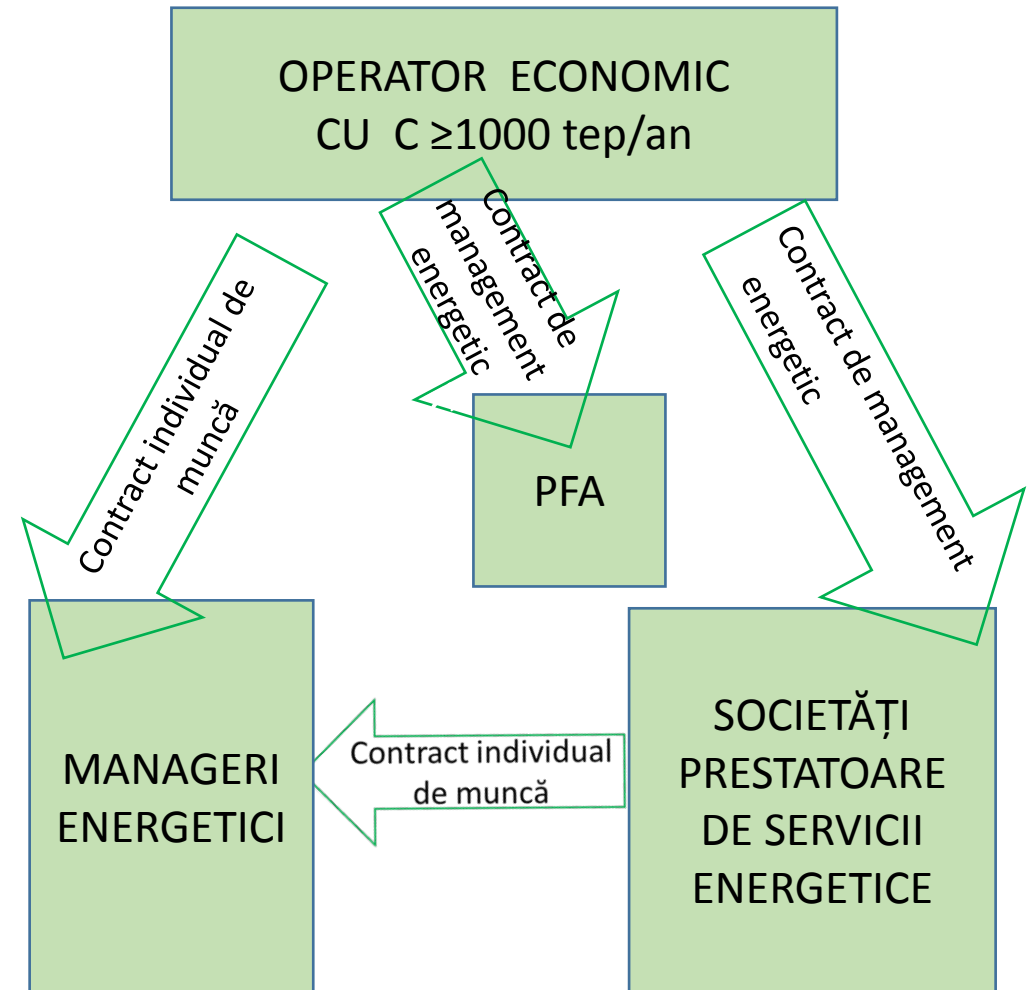 OPERATOR ECONOMIC
CU C ≥1000 tep/an
Contract individual de
muncă
Contract de
management
energetic
Contract de management
energetic
PFA
MANAGERI
ENERGETICI
Contract individual
de muncă
SOCIETĂȚI
PRESTATOARE
DE SERVICII
ENERGETICE